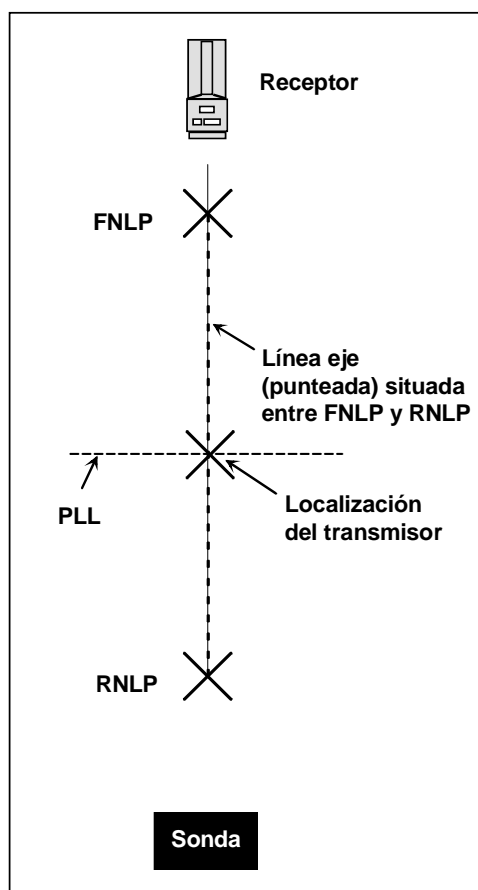 Receptor
FNLP
Línea eje
(punteada) situada
entre FNLP y RNLP
PLL
Localización
del transmisor
RNLP
Sonda